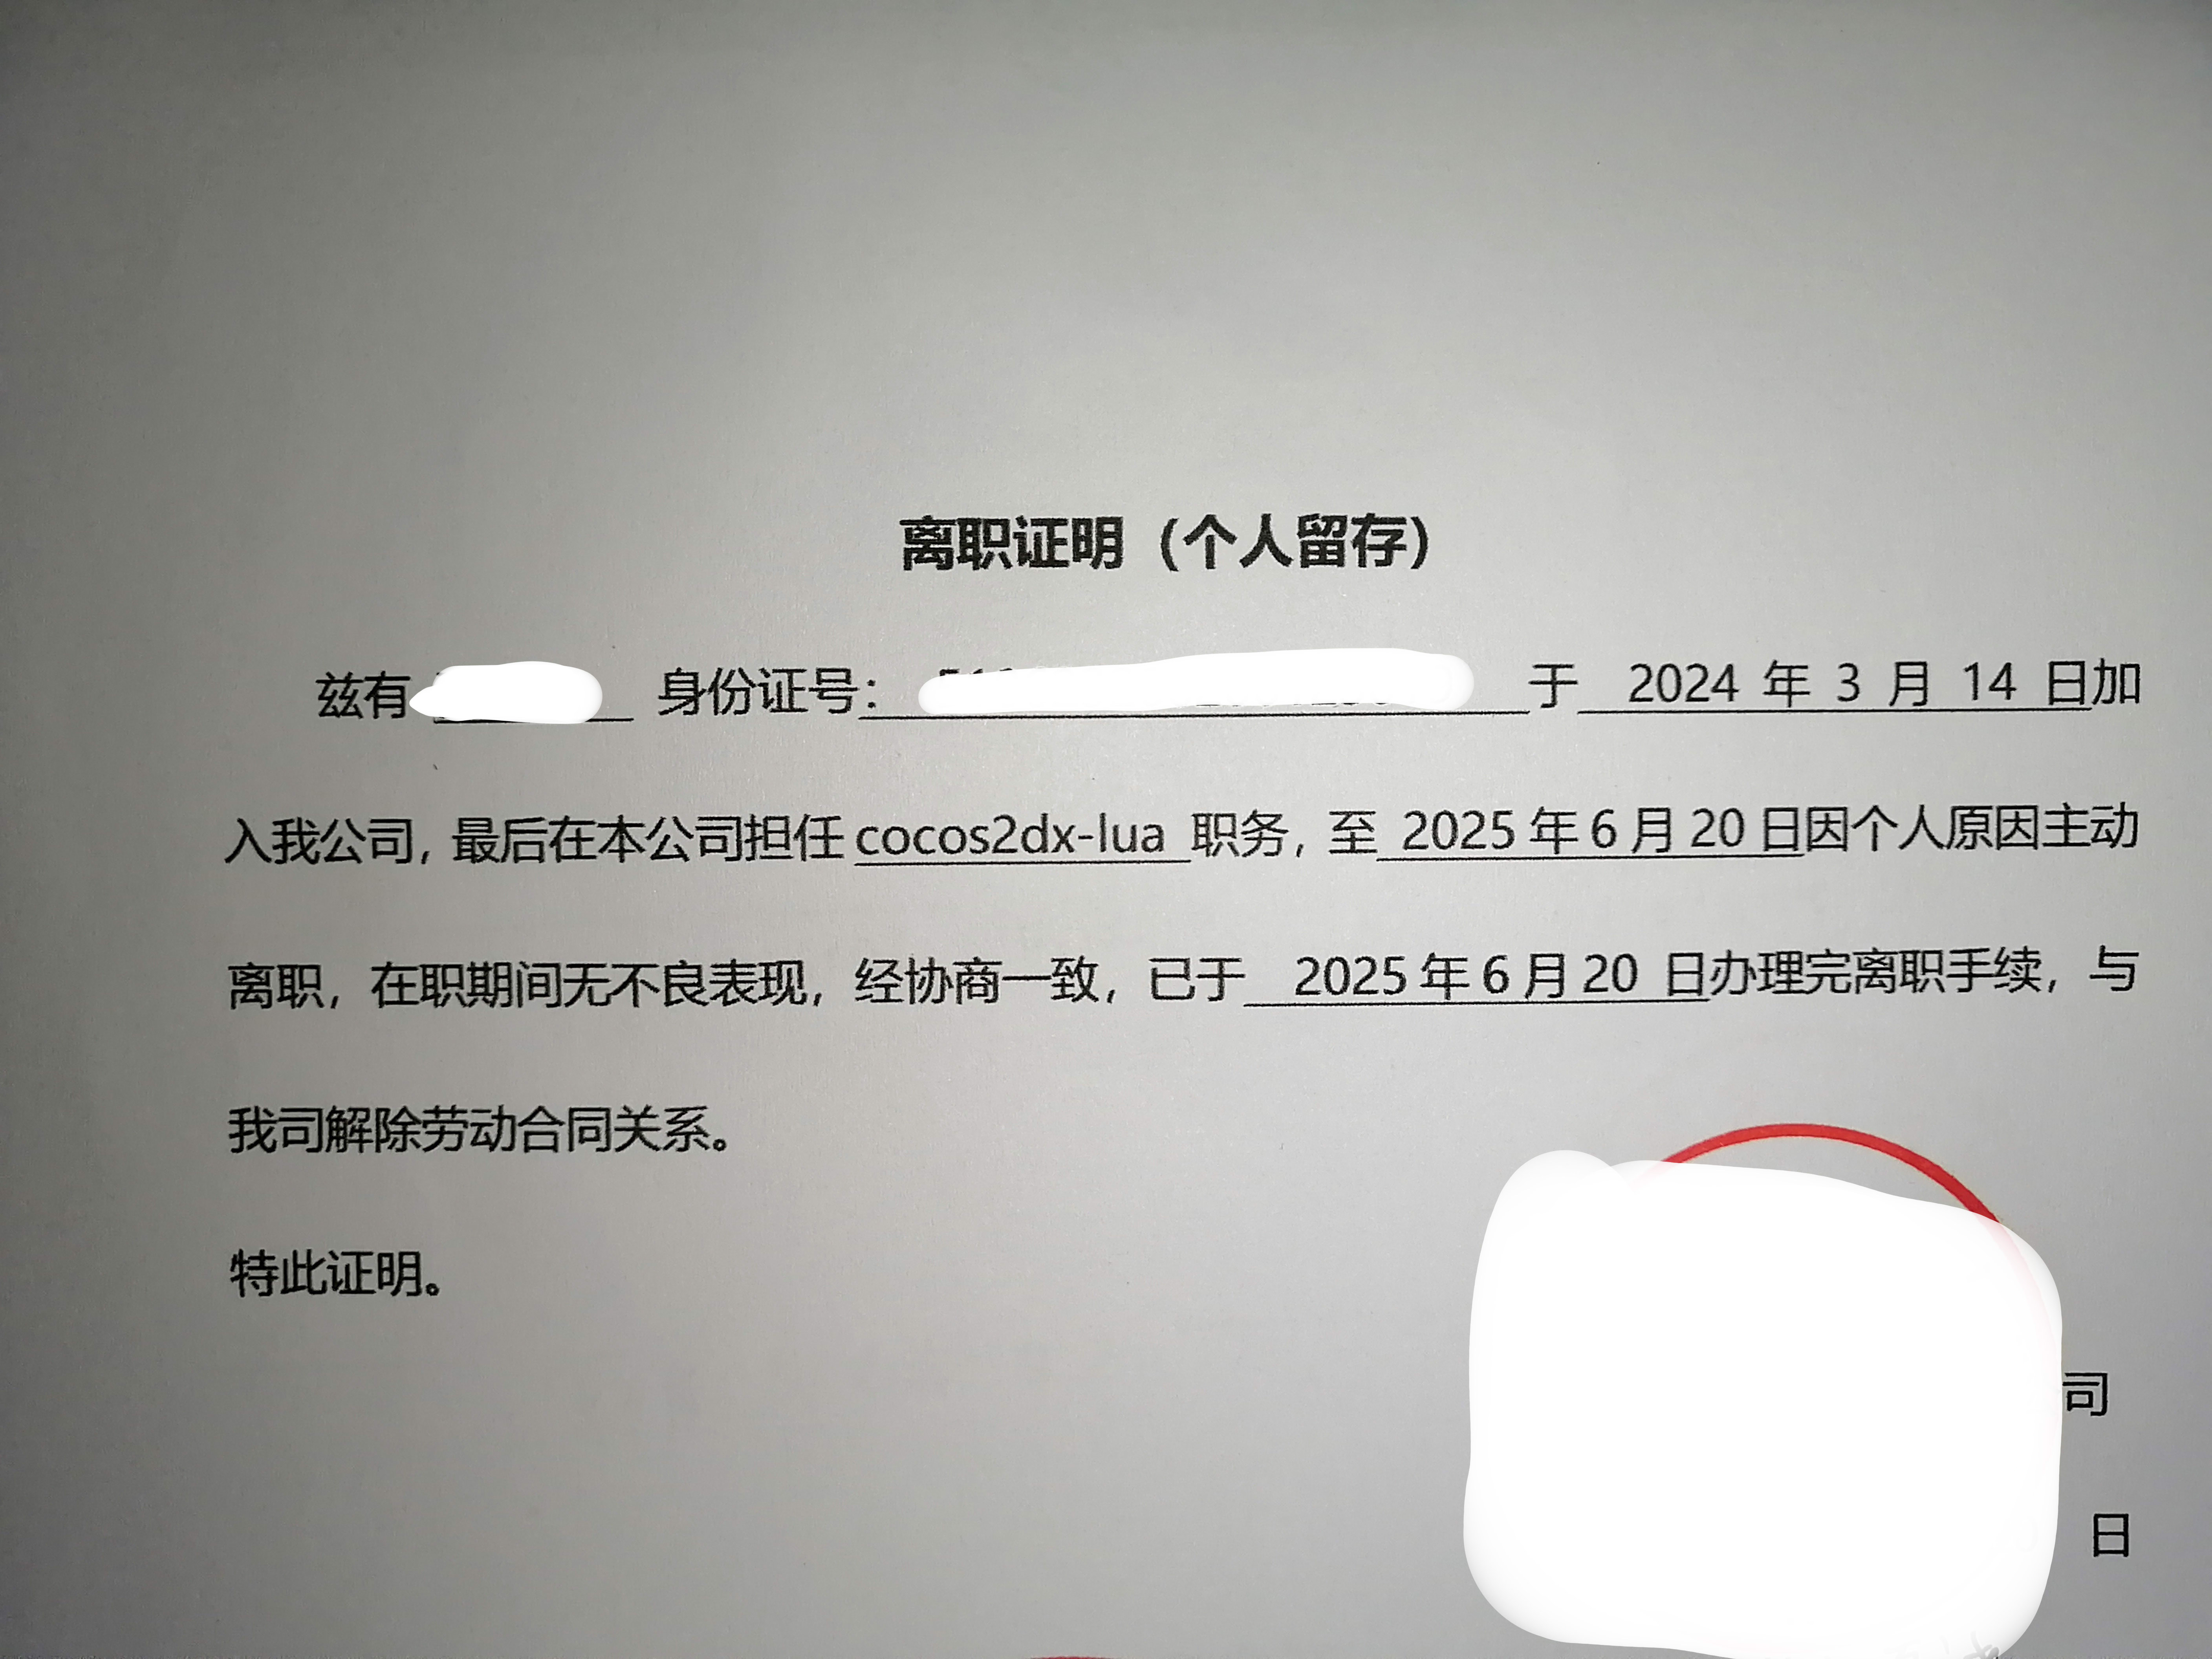 离职证明（个人留存）
兹有 身份证号： 于 2024 年 3 月 14 日加
入我公司，最后在本公司担任 cocos2dx-lua 职务，至 2025 年 6 月 20 日因个人原因主动
离职，在职期间无不良表现，经协商一致，已于 2025 年 6 月 20 日办理完离职手续，与
我司解除劳动合同关系。
特此证明。
司
日